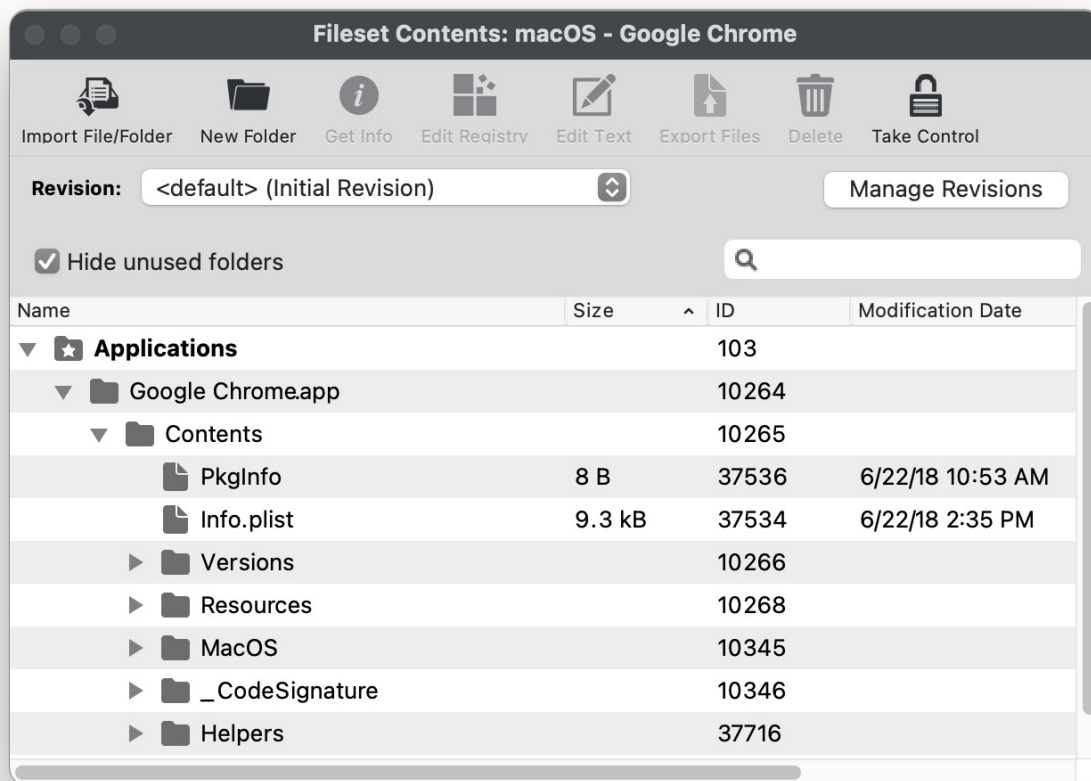 Fileset Contents: macOS - Google Chrome
Import File/Folder New Folder Get Info Edit Registry Edit Text Export Files Delete Take Control
Revision: <default> (Initial Revision) Manage Revisions
Hide unused folders
Name Size ID Modification Date
Applications 103
Google Chrome.app 10264
Contents 10265
PkgInfo 8 B 37536 6/22/18 10:53 AM
Info.plist 9.3 kB 37534 6/22/18 2:35 PM
Versions 10266
Resources 10268
MacOS 10345
_CodeSignature 10346
Helpers 37716